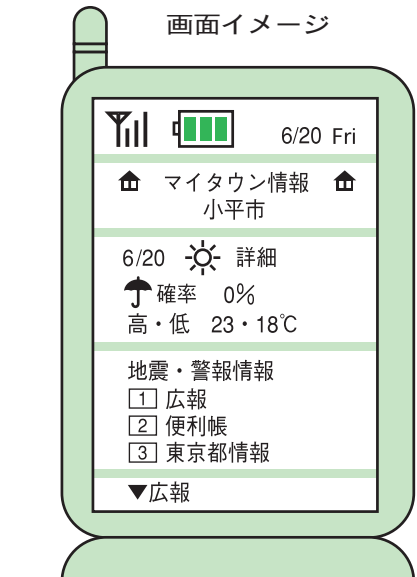 画面イメージ
6/20 Fri
マイタウン情報
小平市
6/20 詳細
確率 0%
高・低 23・18℃
地震・警報情報
1 広報
2 便利帳
3 東京都情報
▼広報